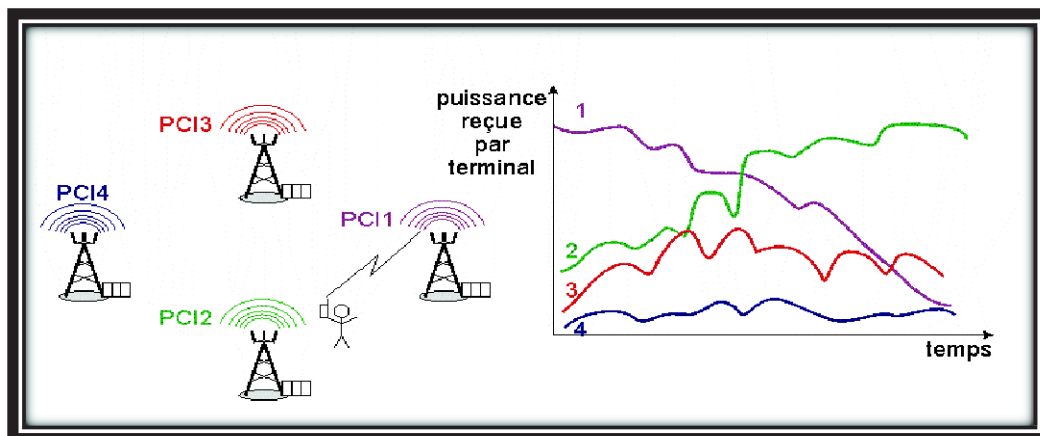 PCI3
PCI4
PCI1
PCI2
puissance
reçue
par
terminal
1
2
3
4
temps